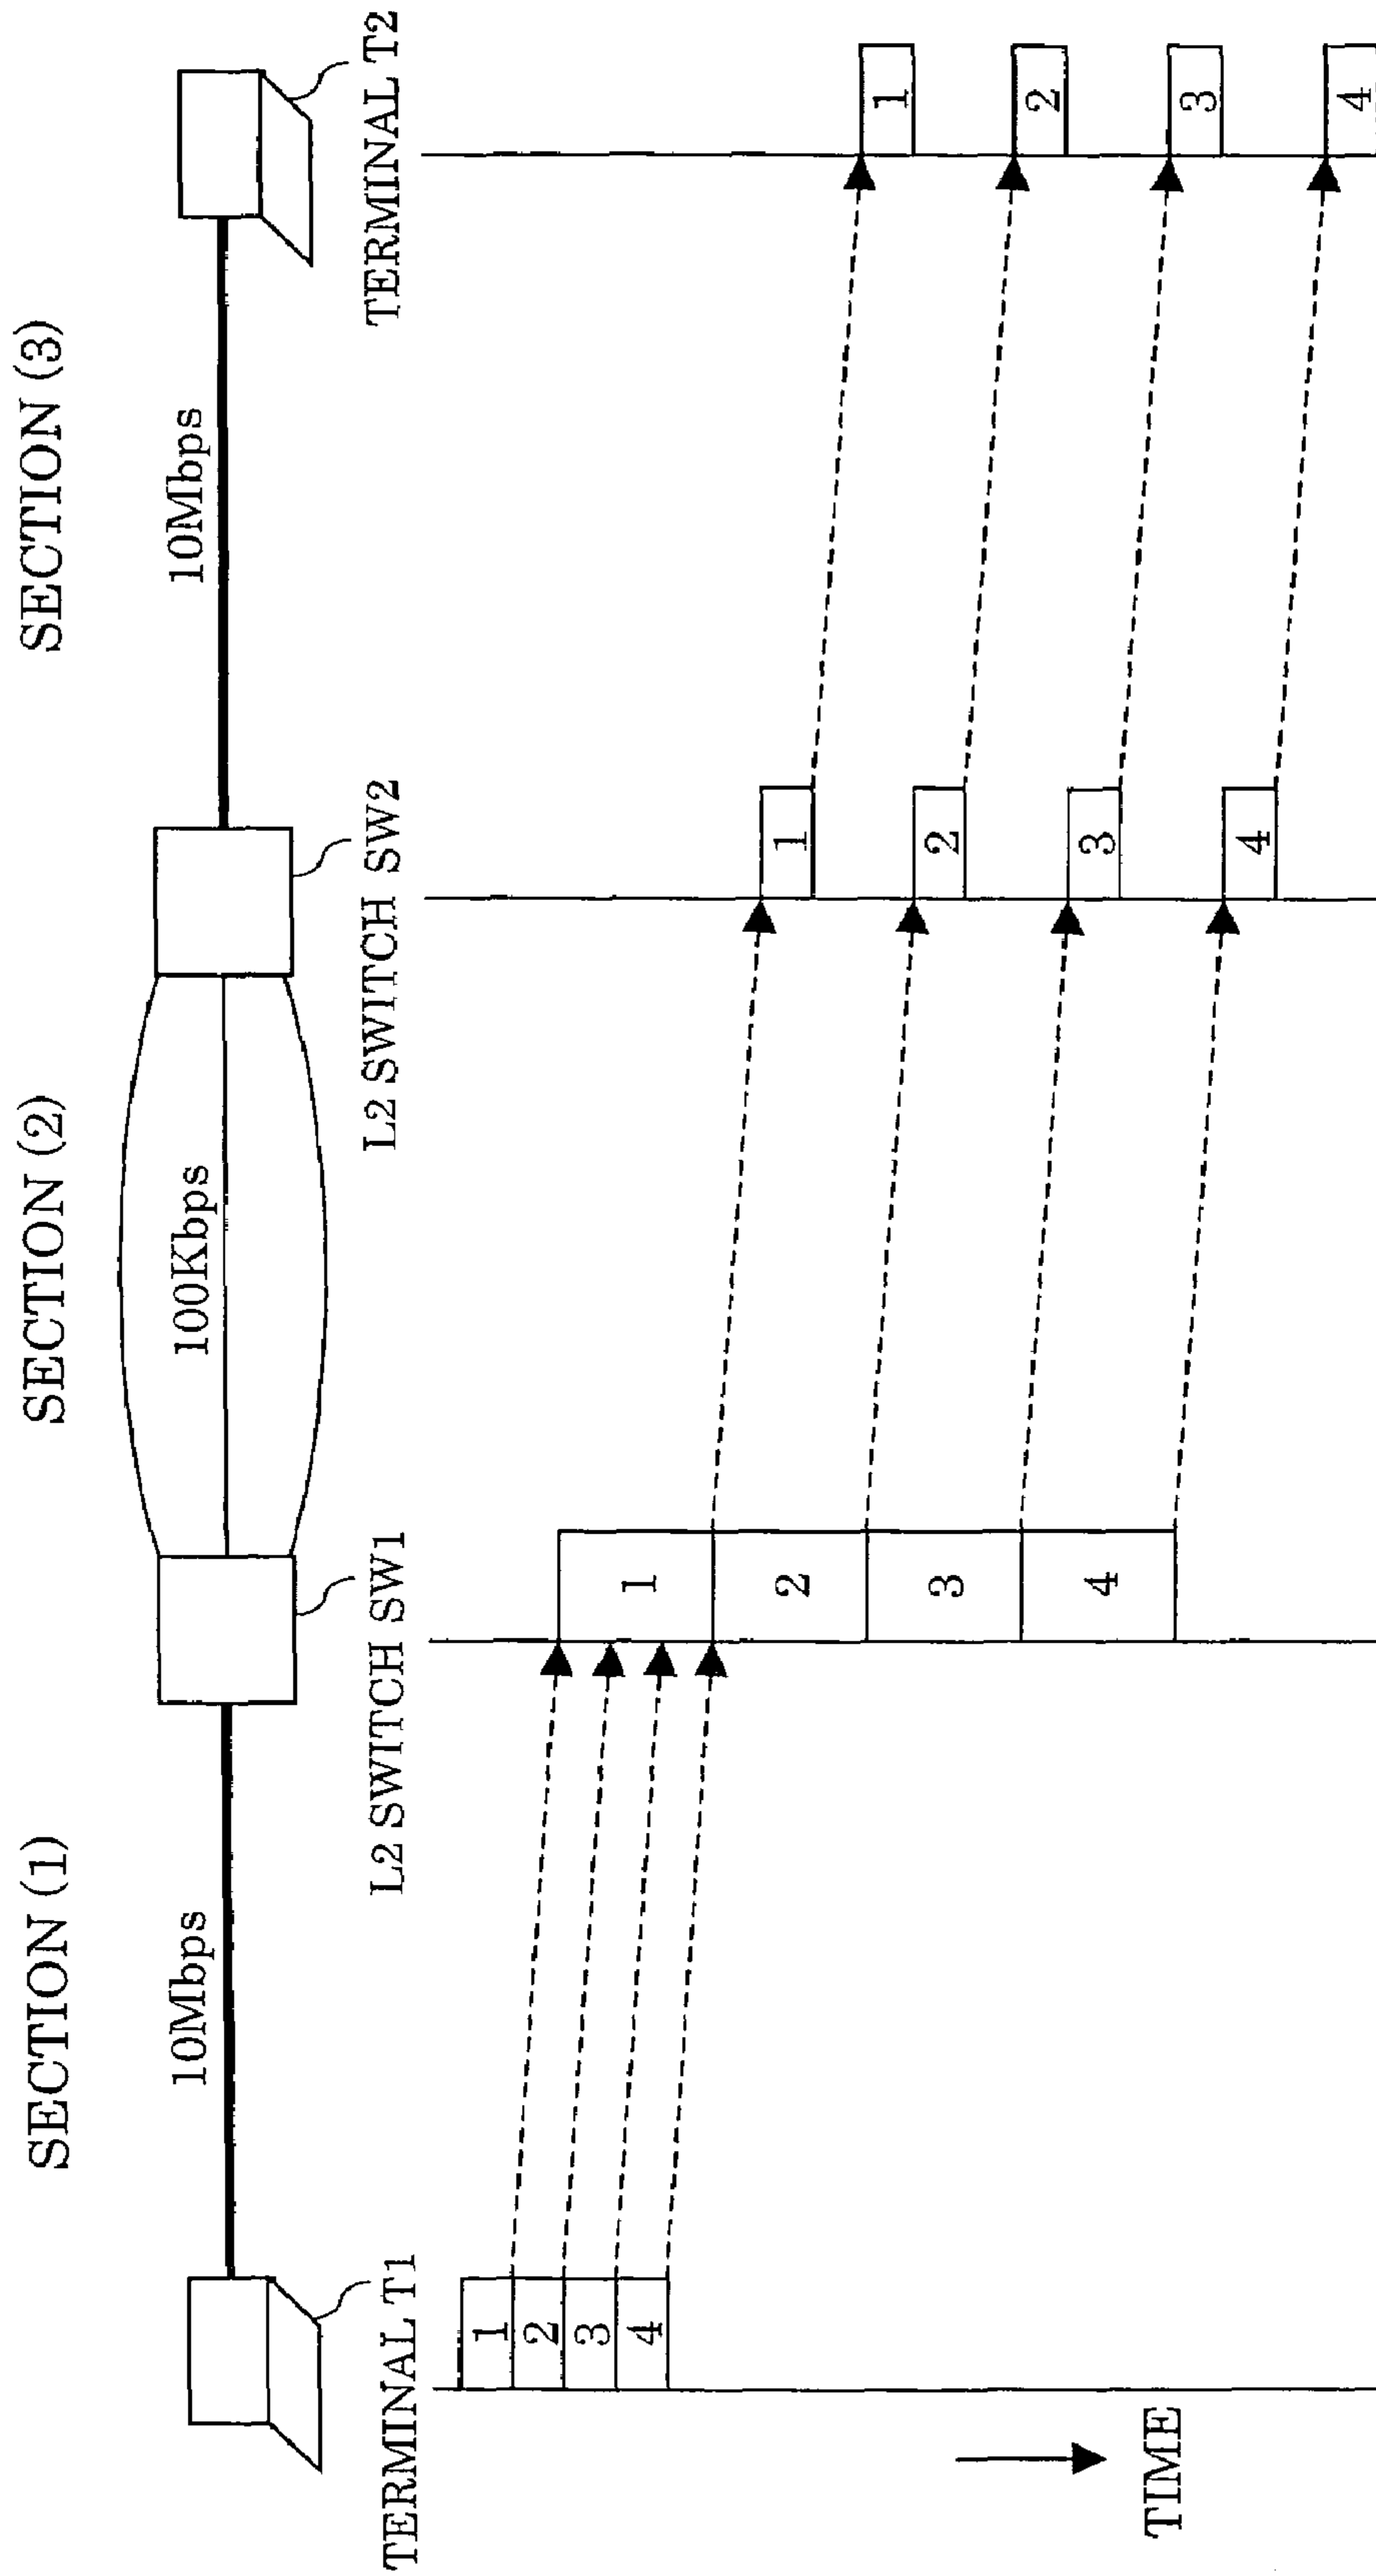 SECTION (1)
SECTION (2)
SECTION (3)
10Mbps
100Kbps
10Mbps
TERMINAL T1
L2 SWITCH SW1
L2 SWITCH SW2
TERMINAL T2
1
2
3
4
1
2
3
4
1
2
3
4
1
2
3
4
TIME